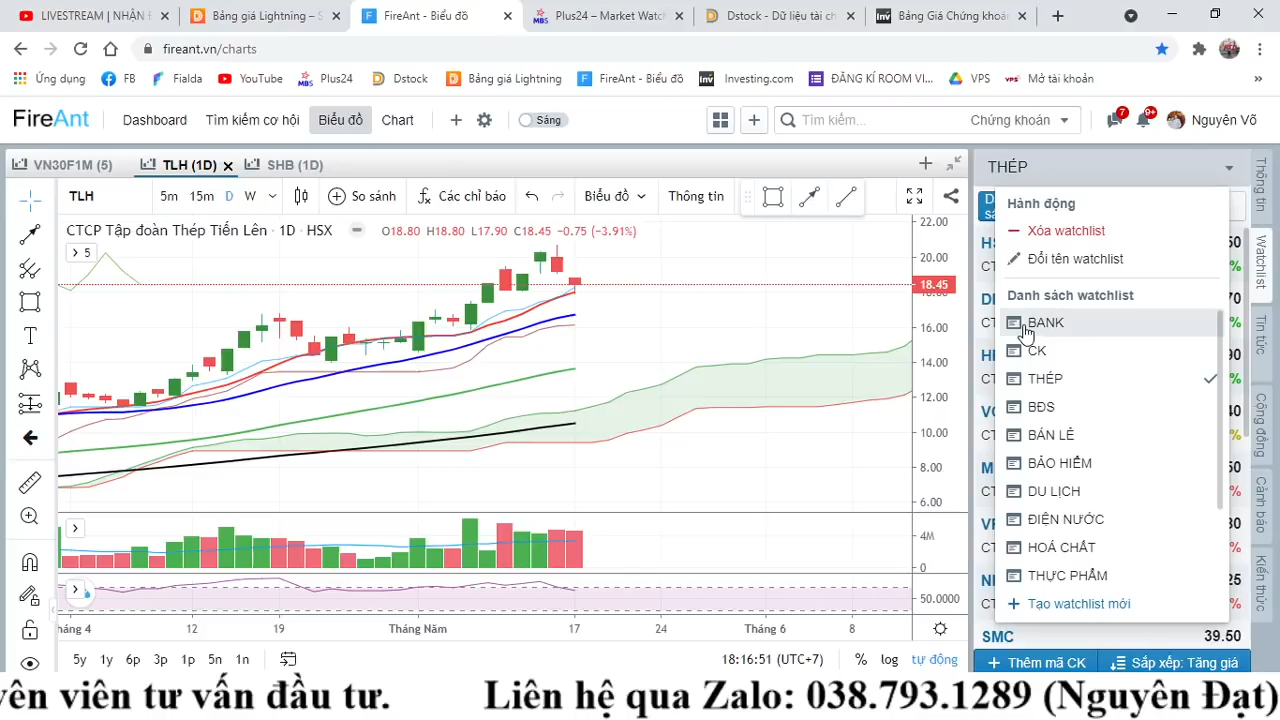 LIVESTREAM | NHẬN Đ
Bảng giá Lightning – S
FireAnt - Biểu đồ
Plus24 – Market Watc
Dstock - Dữ liệu tài ch
Bảng Giá Chứng khoá
fireant.vn/charts
Ứng dụng
FB
Fialda
YouTube
Plus24
Dstock
Bảng giá Lightning
FireAnt - Biểu đồ
Investing.com
ĐĂNG KÍ ROOM VI...
VPS
Mở tài khoản
FireAnt
Dashboard
Tìm kiếm cơ hội
Biểu đồ
Chart
Sáng
Tìm kiếm...
Chứng khoán
7
9+
Nguyên Võ
VN30F1M (5)
TLH (1D)
SHB (1D)
THÉP
TLH
5m
15m
D
W
So sánh
Các chỉ báo
Biểu đồ
Thông tin
CTCP Tập đoàn Thép Tiến Lên · 1D · HSX
O18.80 H18.80 L17.90 C18.45 −0.75 (−3.91%)
5
22.00
20.00
18.45
16.00
14.00
12.00
10.00
8.00
6.00
4M
0
50.0000
háng 4
12
19
Tháng Năm
17
24
Tháng 6
8
5y
1y
6p
3p
1p
5n
1n
18:16:51 (UTC+7)
%
log
tự động
Hành động
Xóa watchlist
Đổi tên watchlist
Danh sách watchlist
BANK
CK
THÉP
BĐS
BÁN LẺ
BẢO HIỂM
DU LỊCH
ĐIỆN NƯỚC
HOÁ CHẤT
THỰC PHẨM
Tạo watchlist mới
SMC
39.50
Thêm mã CK
Sắp xếp: Tăng giá
Thông tin
Watchlist
Tin tức
Cộng đồng
Cảnh báo
Kiến thức
yên viên tư vấn đầu tư.
Liên hệ qua Zalo: 038.793.1289 (Nguyên Đạt)